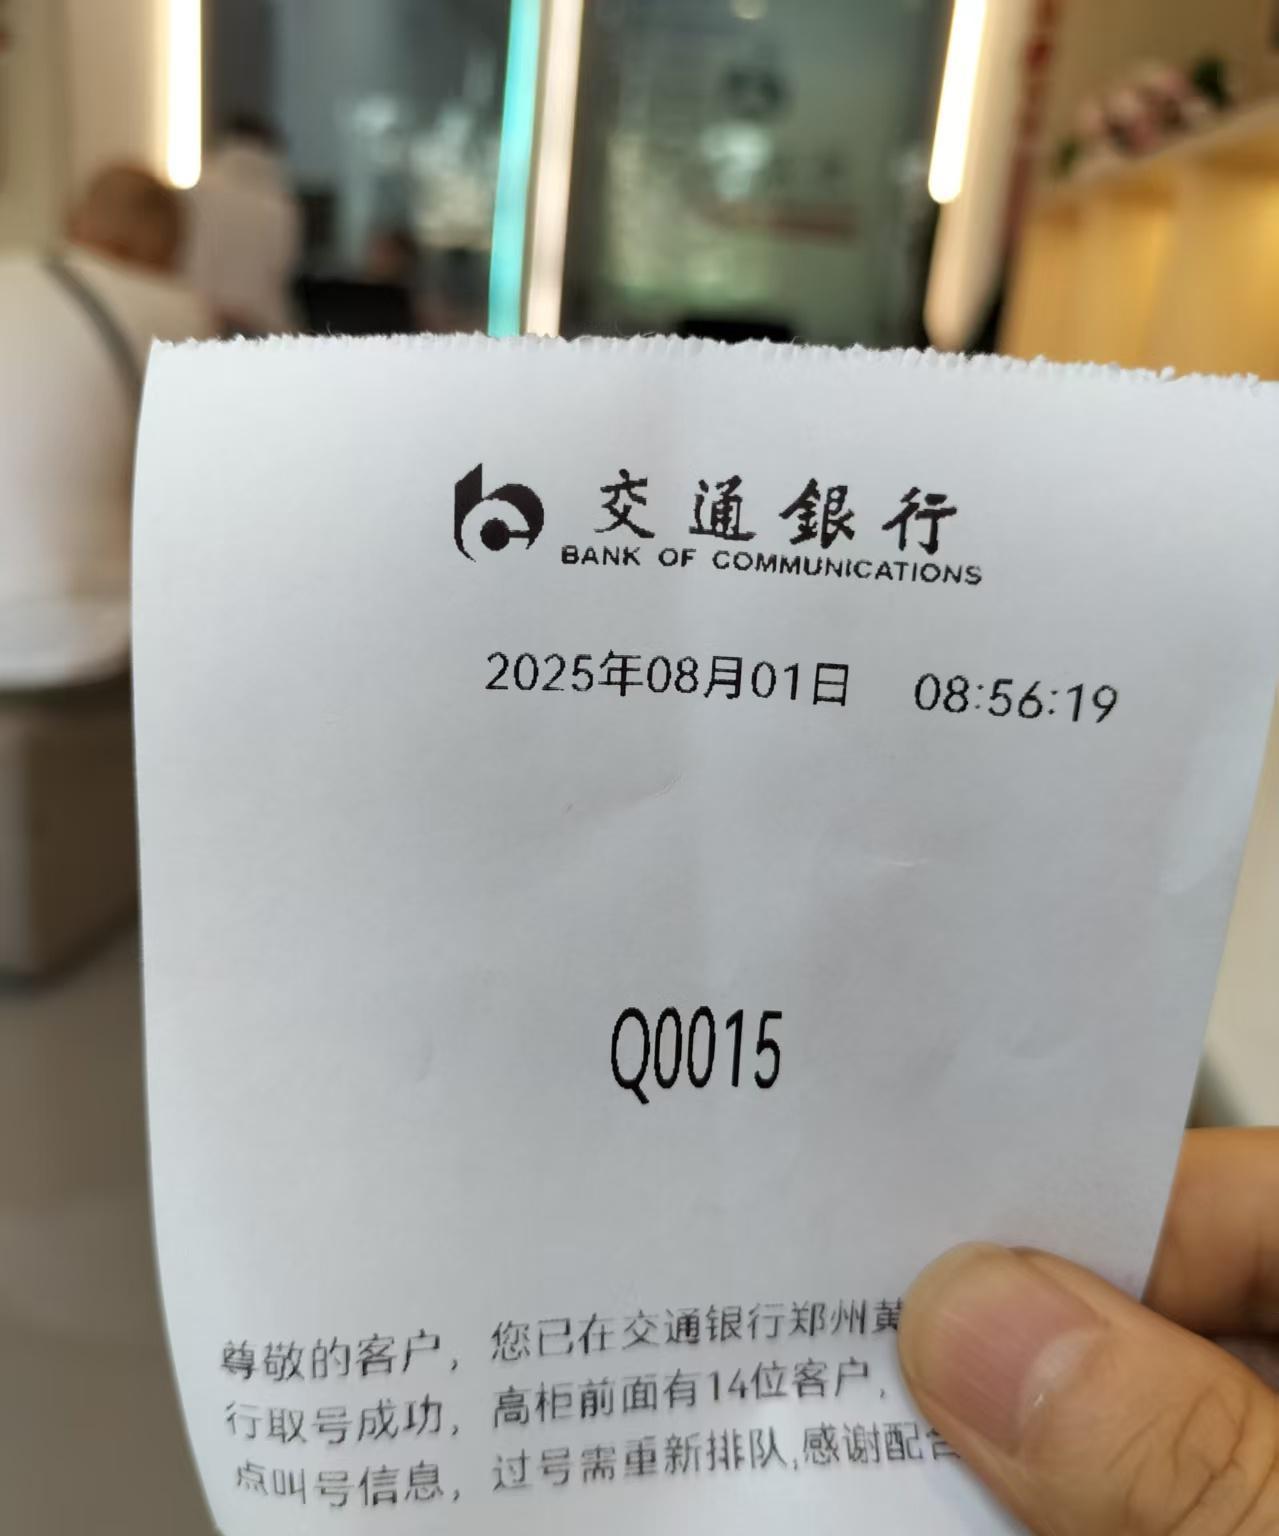 交通銀行
BANK OF COMMUNICATIONS
2025年08月01日 08:56:19
Q0015
尊敬的客户，您已在交通银行郑州黄
行取号成功，高柜前面有14位客户，
点叫号信息，过号需重新排队,感谢配合